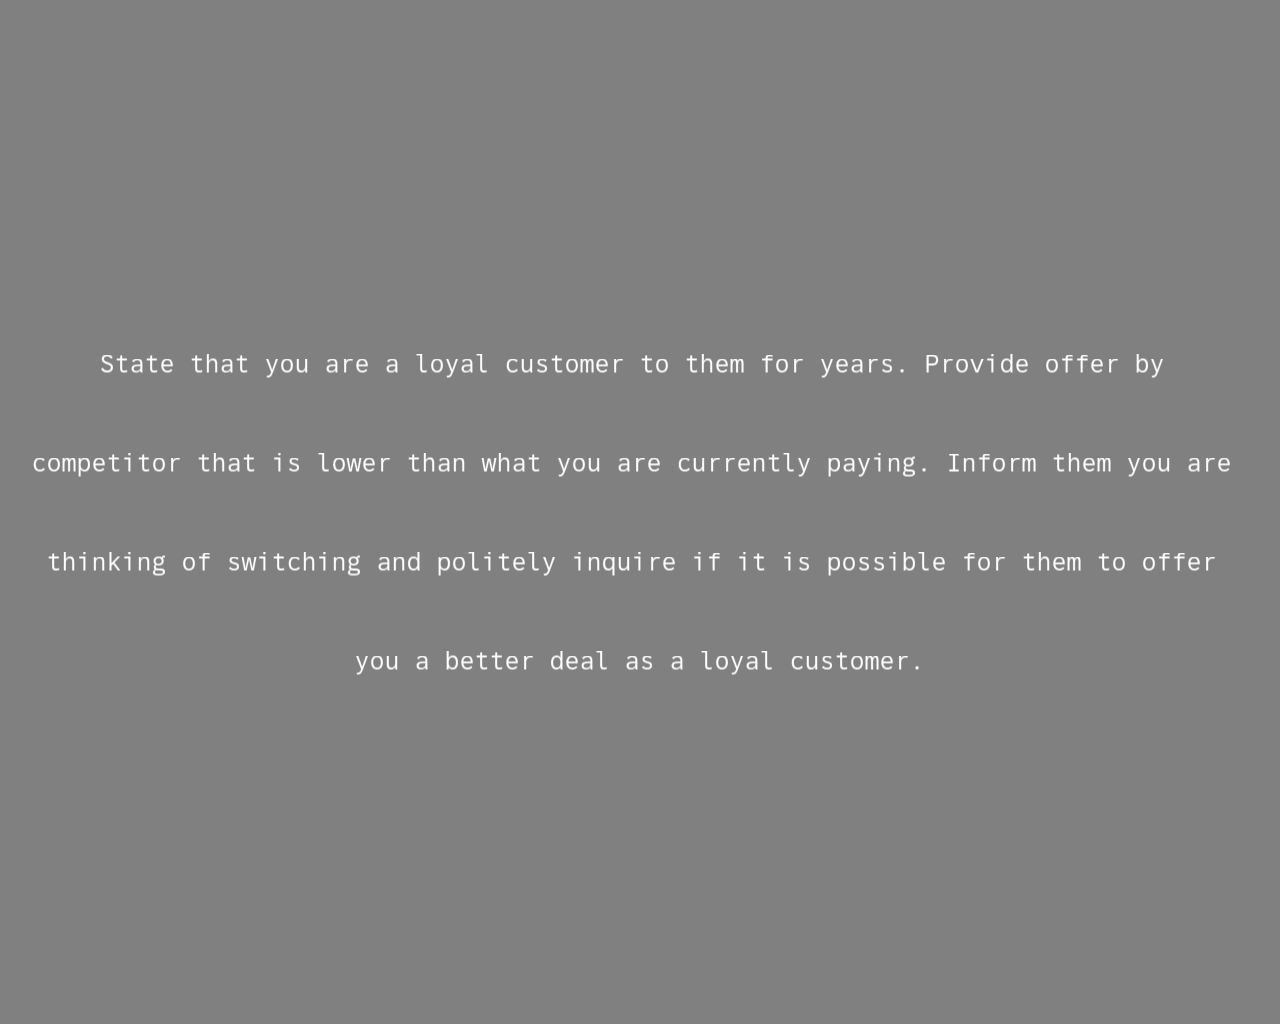 State that you are a loyal customer to them for years. Provide offer by
competitor that is lower than what you are currently paying. Inform them you are
thinking of switching and politely inquire if it is possible for them to offer
you a better deal as a loyal customer.